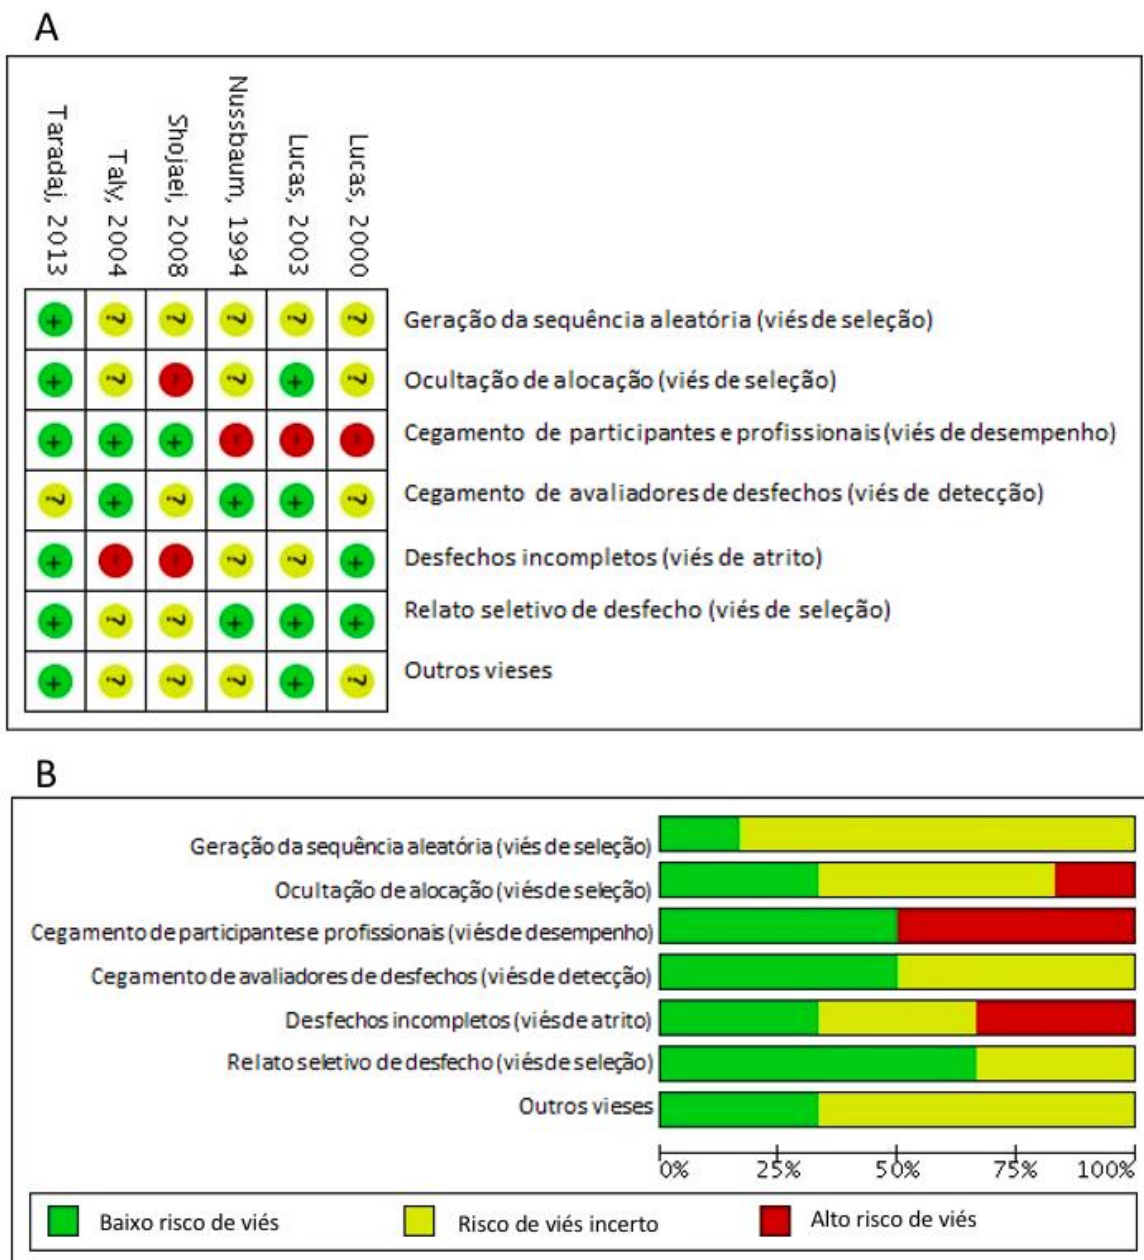 A
Taradaj, 2013
Taly, 2004
Shojaei, 2008
Nussbaum, 1994
Lucas, 2003
Lucas, 2000
+ ? ? ? ? ? Geração da sequência aleatória (viés de seleção)
+ ? - ? + ? Ocultação de alocação (viés de seleção)
+ + + - - - Cegamento de participantes e profissionais (viés de desempenho)
? + ? + + ? Cegamento de avaliadores de desfechos (viés de detecção)
+ - - ? ? + Desfechos incompletos (viés de atrito)
+ ? ? + + + Relato seletivo de desfecho (viés de seleção)
+ ? ? ? + ? Outros vieses
B
Geração da sequência aleatória (viés de seleção)
Ocultação de alocação (viés de seleção)
Cegamento de participantes e profissionais (viés de desempenho)
Cegamento de avaliadores de desfechos (viés de detecção)
Desfechos incompletos (viés de atrito)
Relato seletivo de desfecho (viés de seleção)
Outros vieses
0% 25% 50% 75% 100%
Baixo risco de viés Risco de viés incerto Alto risco de viés